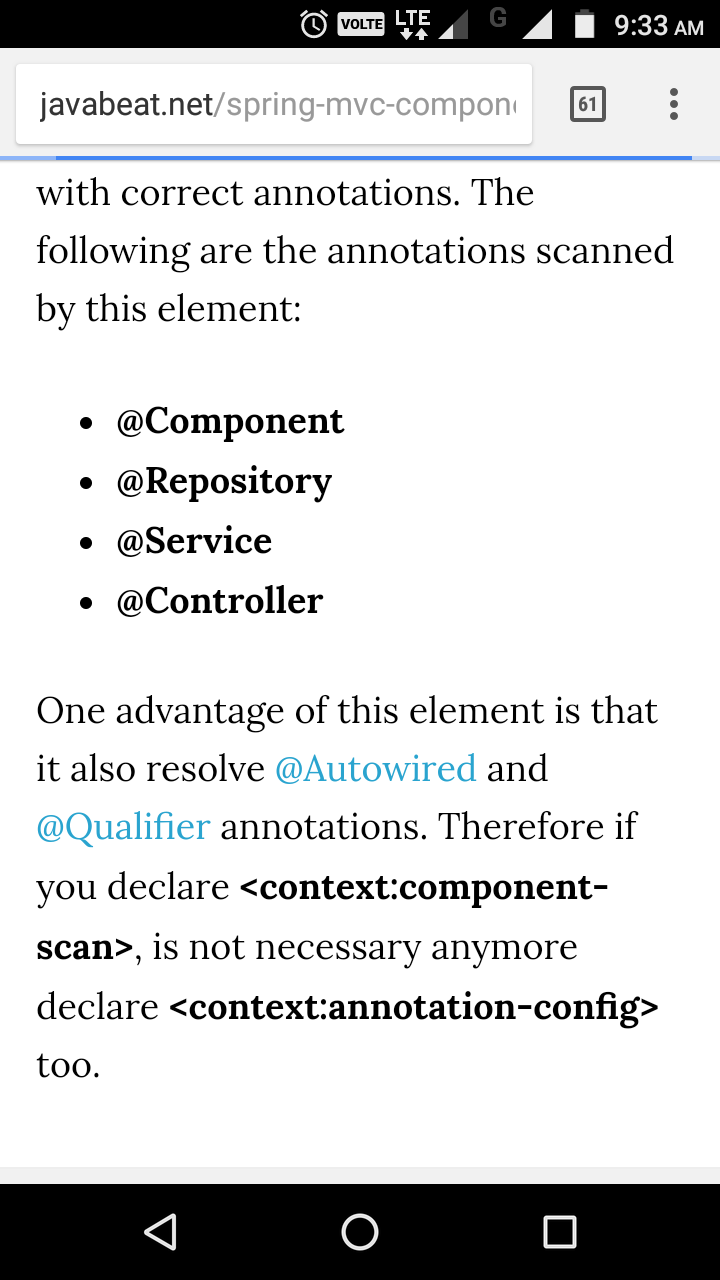 VOLTE LTE G 9:33 AM
javabeat.net/spring-mvc-compon
61
with correct annotations. The
following are the annotations scanned
by this element:
• @Component
• @Repository
• @Service
• @Controller
One advantage of this element is that
it also resolve @Autowired and
@Qualifier annotations. Therefore if
you declare <context:component-
scan>, is not necessary anymore
declare <context:annotation-config>
too.